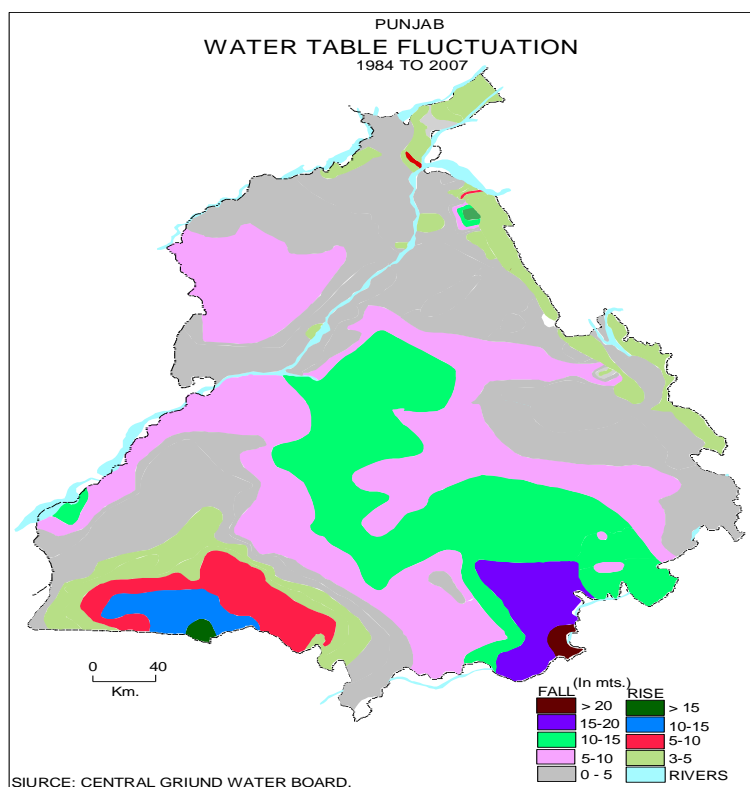 PUNJAB
WATER TABLE FLUCTUATION
1984 TO 2007
0 40
Km.
(In mts.)
FALL RISE
> 20 > 15
15-20 10-15
10-15 5-10
5-10 3-5
0 - 5 RIVERS
SIURCE: CENTRAL GRIUND WATER BOARD.